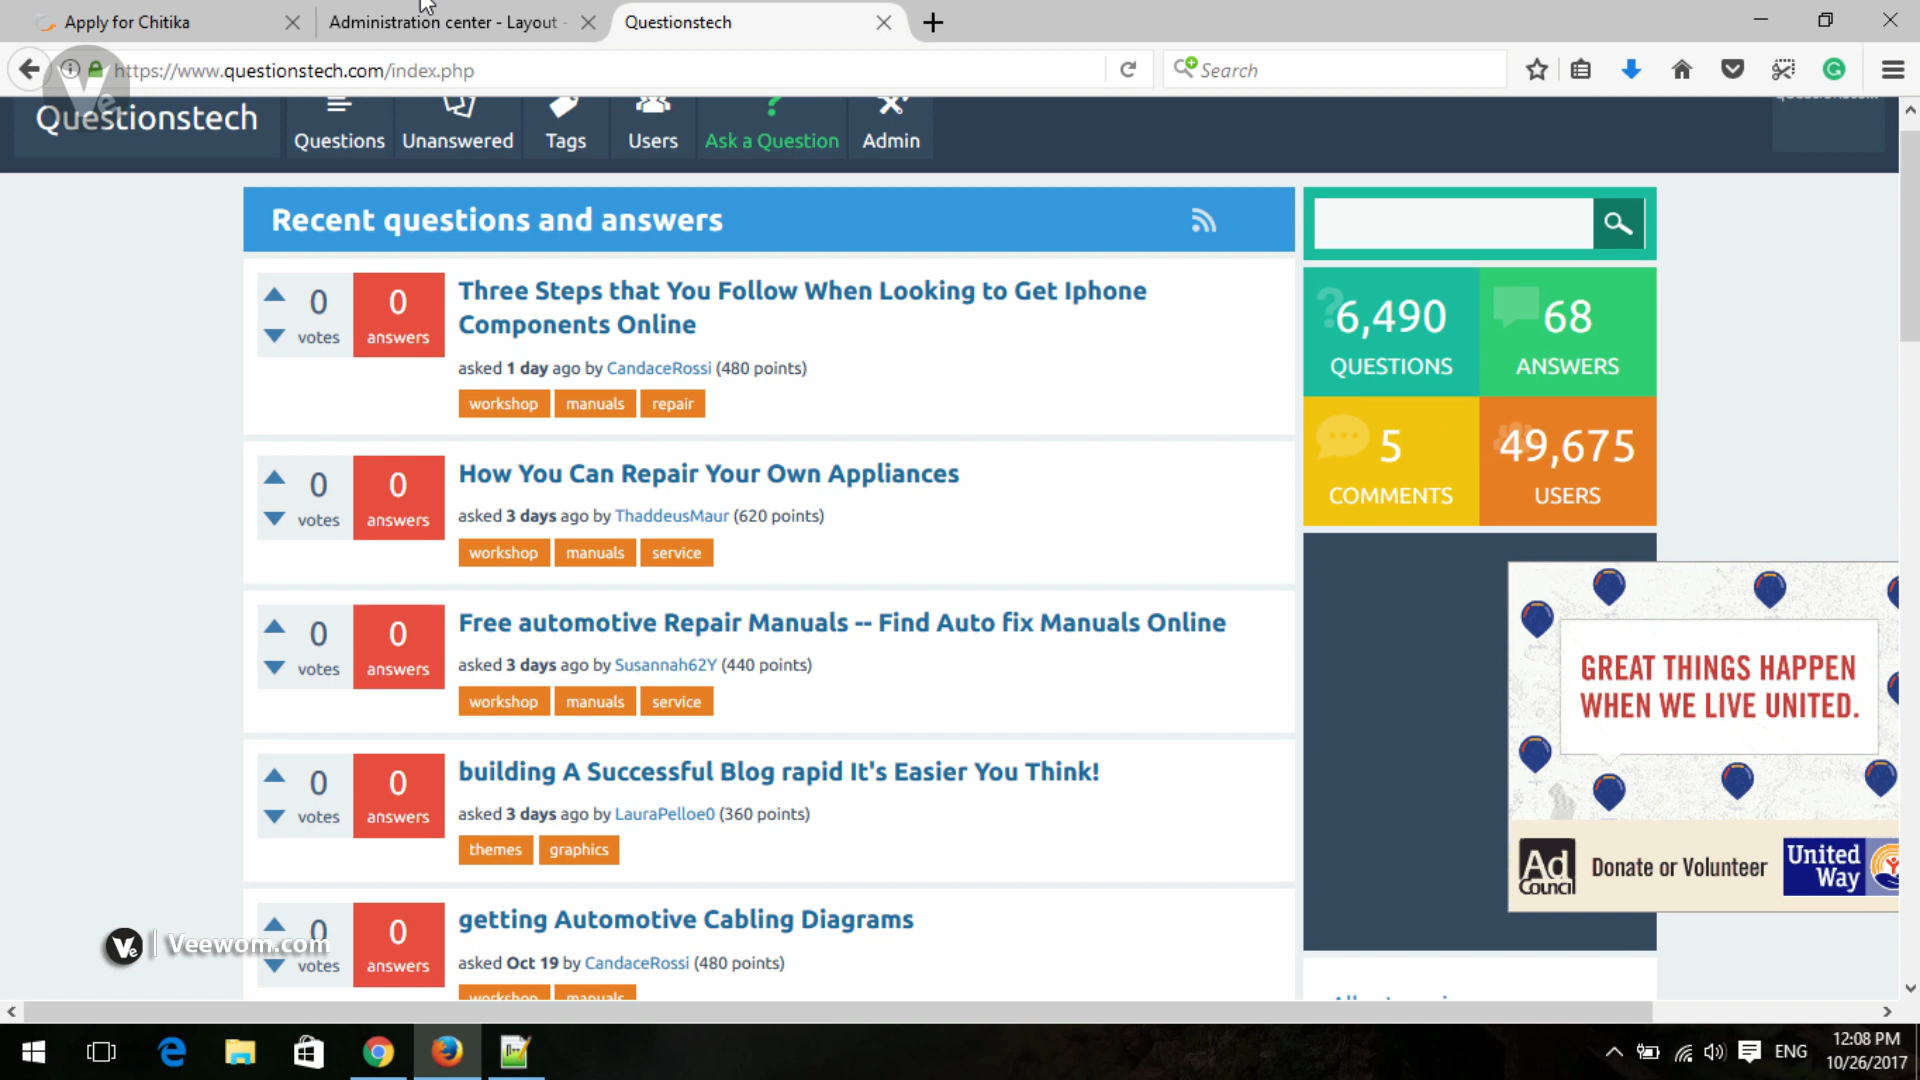 Apply for Chitika
Administration center - Layout -
Questionstech
https://www.questionstech.com/index.php
Search
Ve
Questionstech
Questions
Unanswered
Tags
Users
Ask a Question
Admin
Recent questions and answers
0 votes
0 answers
Three Steps that You Follow When Looking to Get Iphone
Components Online
asked 1 day ago by CandaceRossi (480 points)
workshop manuals repair
0 votes
0 answers
How You Can Repair Your Own Appliances
asked 3 days ago by ThaddeusMaur (620 points)
workshop manuals service
0 votes
0 answers
Free automotive Repair Manuals -- Find Auto fix Manuals Online
asked 3 days ago by Susannah62Y (440 points)
workshop manuals service
0 votes
0 answers
building A Successful Blog rapid It's Easier You Think!
asked 3 days ago by LauraPelloe0 (360 points)
themes graphics
0 votes
0 answers
getting Automotive Cabling Diagrams
asked Oct 19 by CandaceRossi (480 points)
workshop manuals
6,490
QUESTIONS
68
ANSWERS
5
COMMENTS
49,675
USERS
GREAT THINGS HAPPEN
WHEN WE LIVE UNITED.
Ad
Council
Donate or Volunteer
United
Way
Ve | Veewom.com
ENG
12:08 PM
10/26/2017